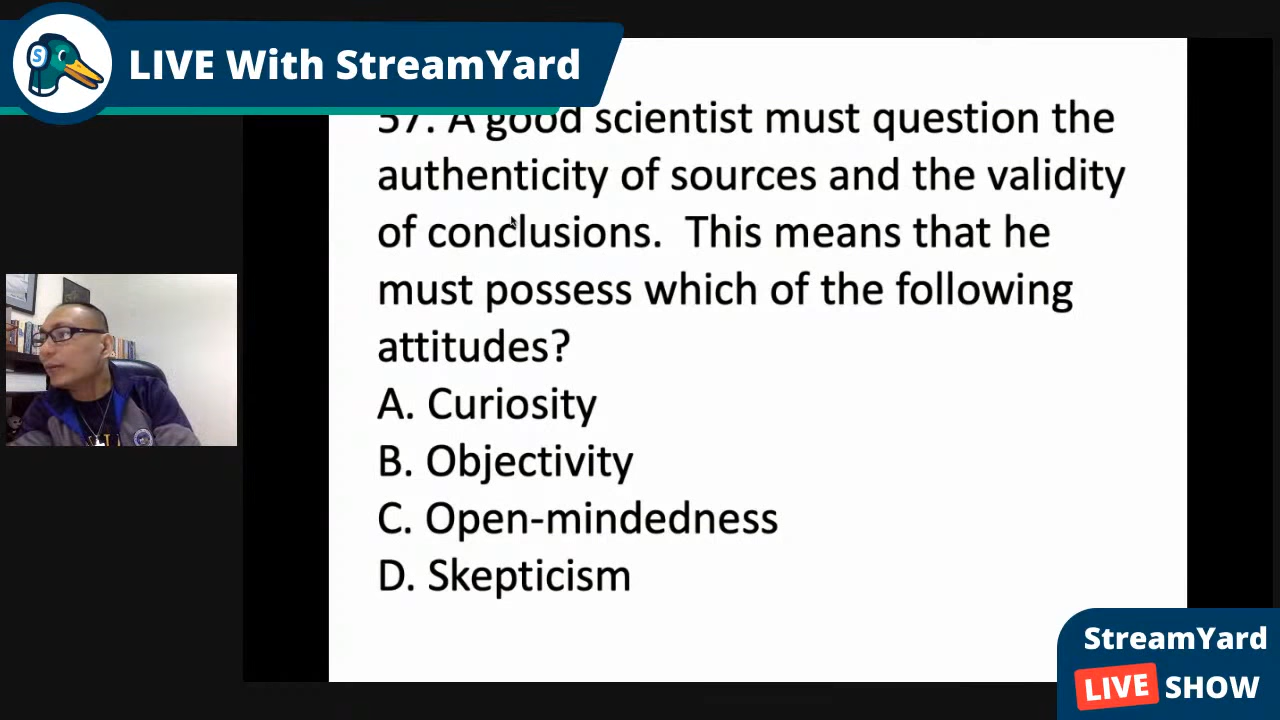 LIVE With StreamYard
57. A good scientist must question the
authenticity of sources and the validity
of conclusions.  This means that he
must possess which of the following
attitudes?
A. Curiosity
B. Objectivity
C. Open-mindedness
D. Skepticism
StreamYard
LIVE SHOW